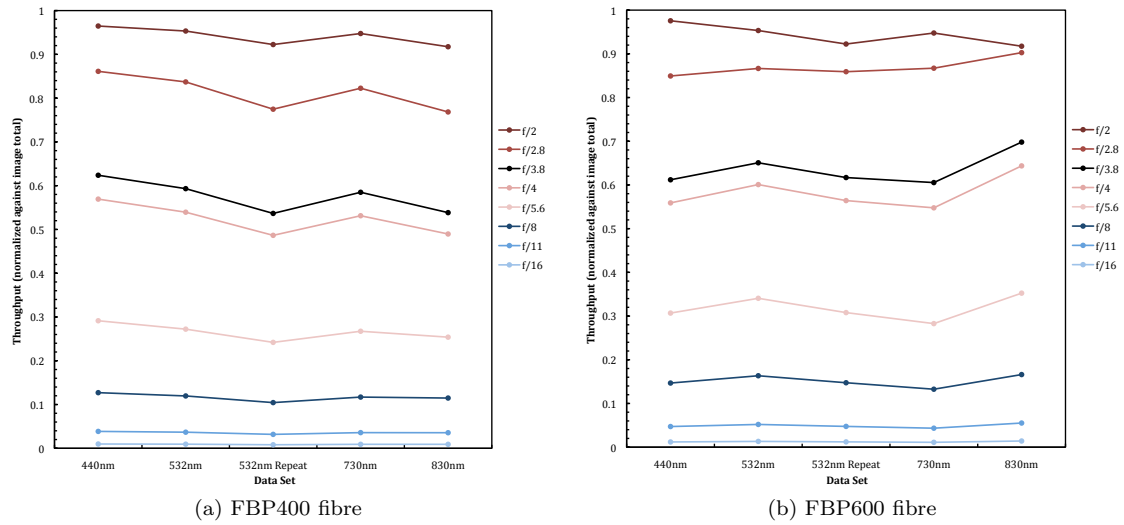 Throughput (normalized against image total)
1
0.9
0.8
0.7
0.6
0.5
0.4
0.3
0.2
0.1
0
440nm
532nm
532nm Repeat
730nm
830nm
Data Set
f/2
f/2.8
f/3.8
f/4
f/5.6
f/8
f/11
f/16
(a) FBP400 fibre
Throughput (normalized against image total)
1
0.9
0.8
0.7
0.6
0.5
0.4
0.3
0.2
0.1
0
440nm
532nm
532nm Repeat
730nm
830nm
Data Set
f/2
f/2.8
f/3.8
f/4
f/5.6
f/8
f/11
f/16
(b) FBP600 fibre